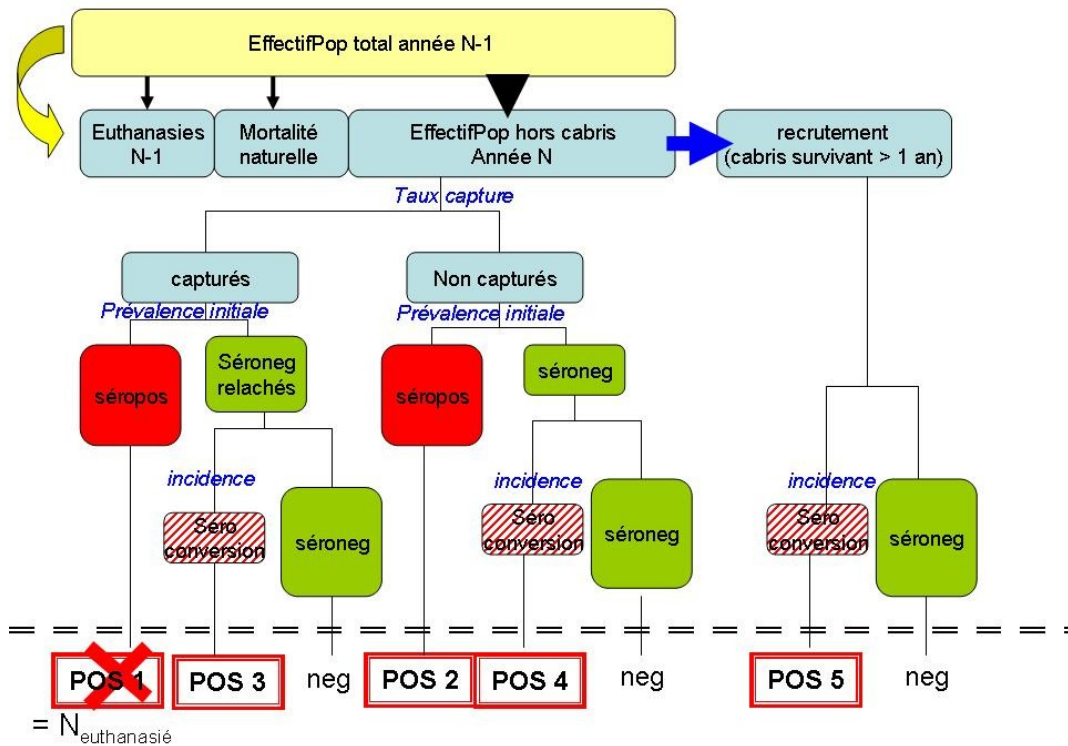 EffectifPop total année N-1
Euthanasies
N-1
Mortalité
naturelle
EffectifPop hors cabris
Année N
recrutement
(cabris survivant > 1 an)
Taux capture
capturés
Non capturés
Prévalence initiale
Prévalence initiale
séropos
Séroneg
relachés
séropos
séroneg
incidence
incidence
incidence
Séro
conversion
séroneg
Séro
conversion
séroneg
Séro
conversion
séroneg
POS 1
POS 3
neg
POS 2
POS 4
neg
POS 5
neg
= Neuthanasié